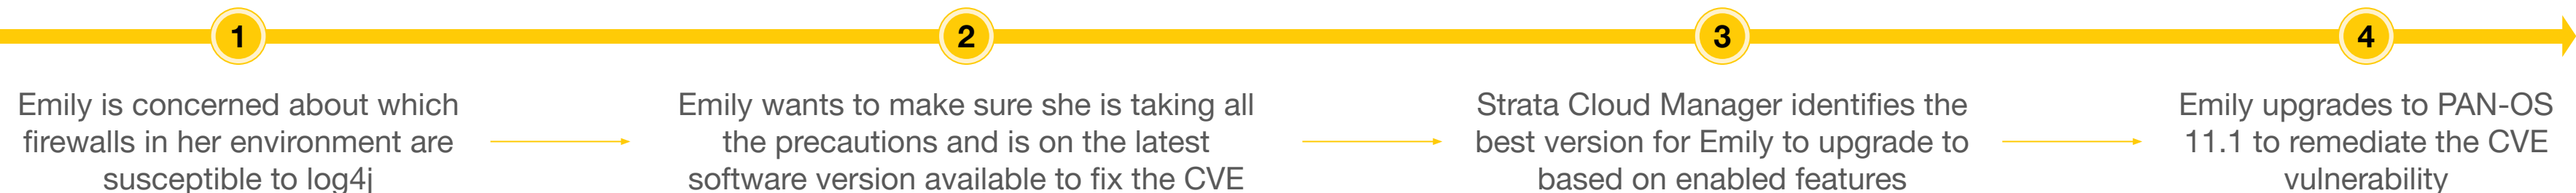 1
Emily is concerned about which
firewalls in her environment are
susceptible to log4j
2
Emily wants to make sure she is taking all
the precautions and is on the latest
software version available to fix the CVE
3
Strata Cloud Manager identifies the
best version for Emily to upgrade to
based on enabled features
4
Emily upgrades to PAN-OS
11.1 to remediate the CVE
vulnerability